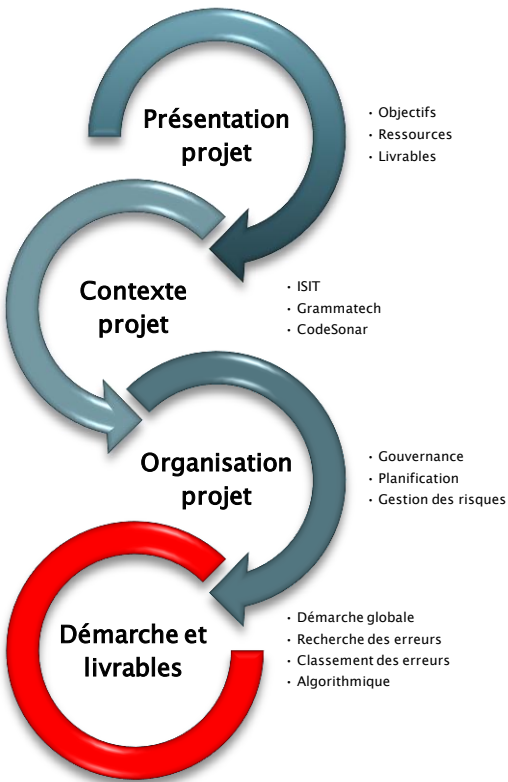 Présentation
projet
· Objectifs
· Ressources
· Livrables
Contexte
projet
· ISIT
· Grammatech
· CodeSonar
Organisation
projet
· Gouvernance
· Planification
· Gestion des risques
Démarche et
livrables
· Démarche globale
· Recherche des erreurs
· Classement des erreurs
· Algorithmique